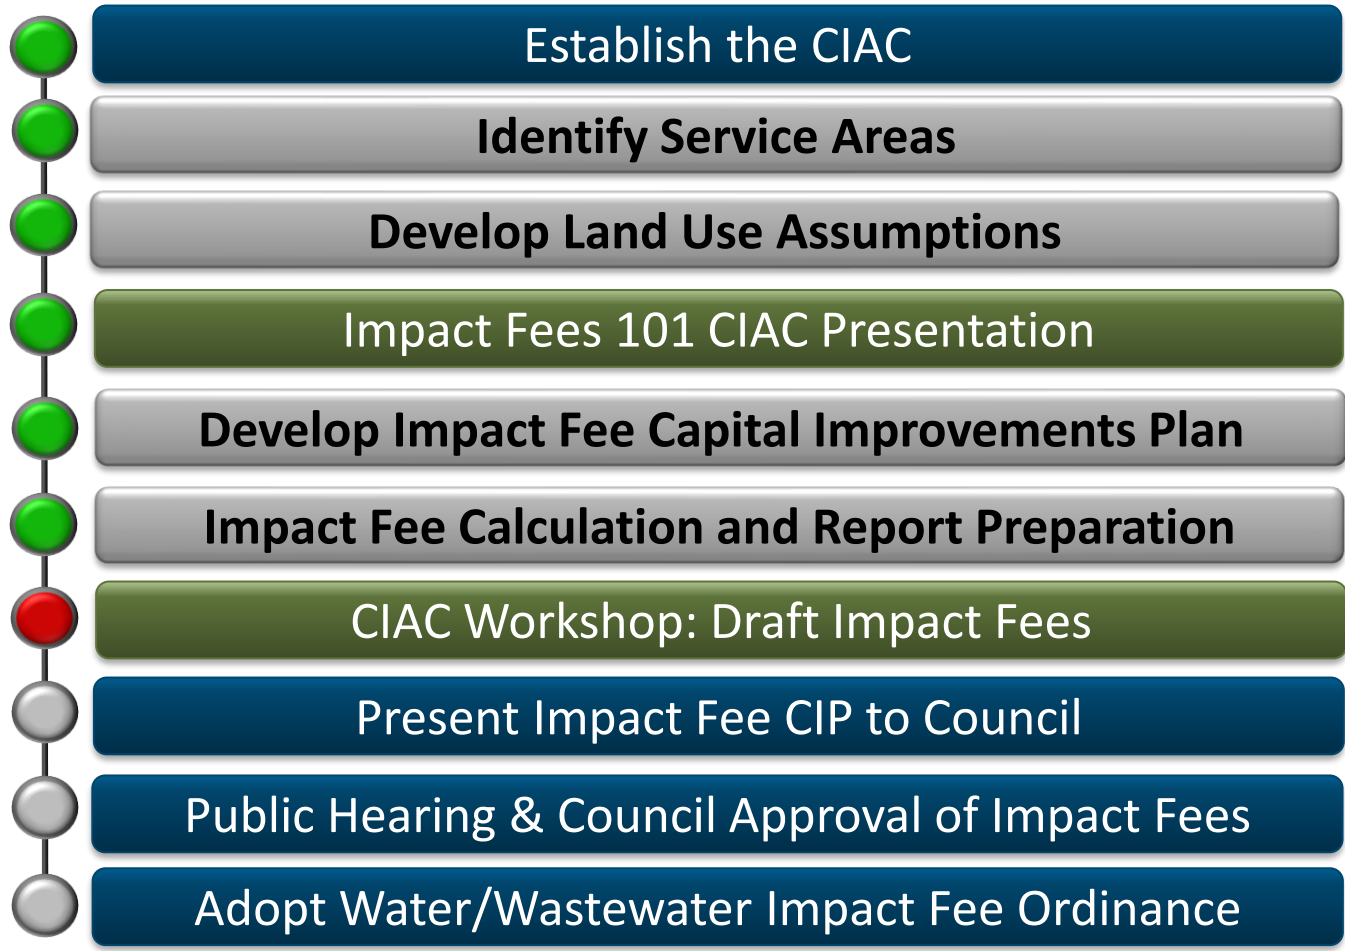 Establish the CIAC
Identify Service Areas
Develop Land Use Assumptions
Impact Fees 101 CIAC Presentation
Develop Impact Fee Capital Improvements Plan
Impact Fee Calculation and Report Preparation
CIAC Workshop: Draft Impact Fees
Present Impact Fee CIP to Council
Public Hearing & Council Approval of Impact Fees
Adopt Water/Wastewater Impact Fee Ordinance